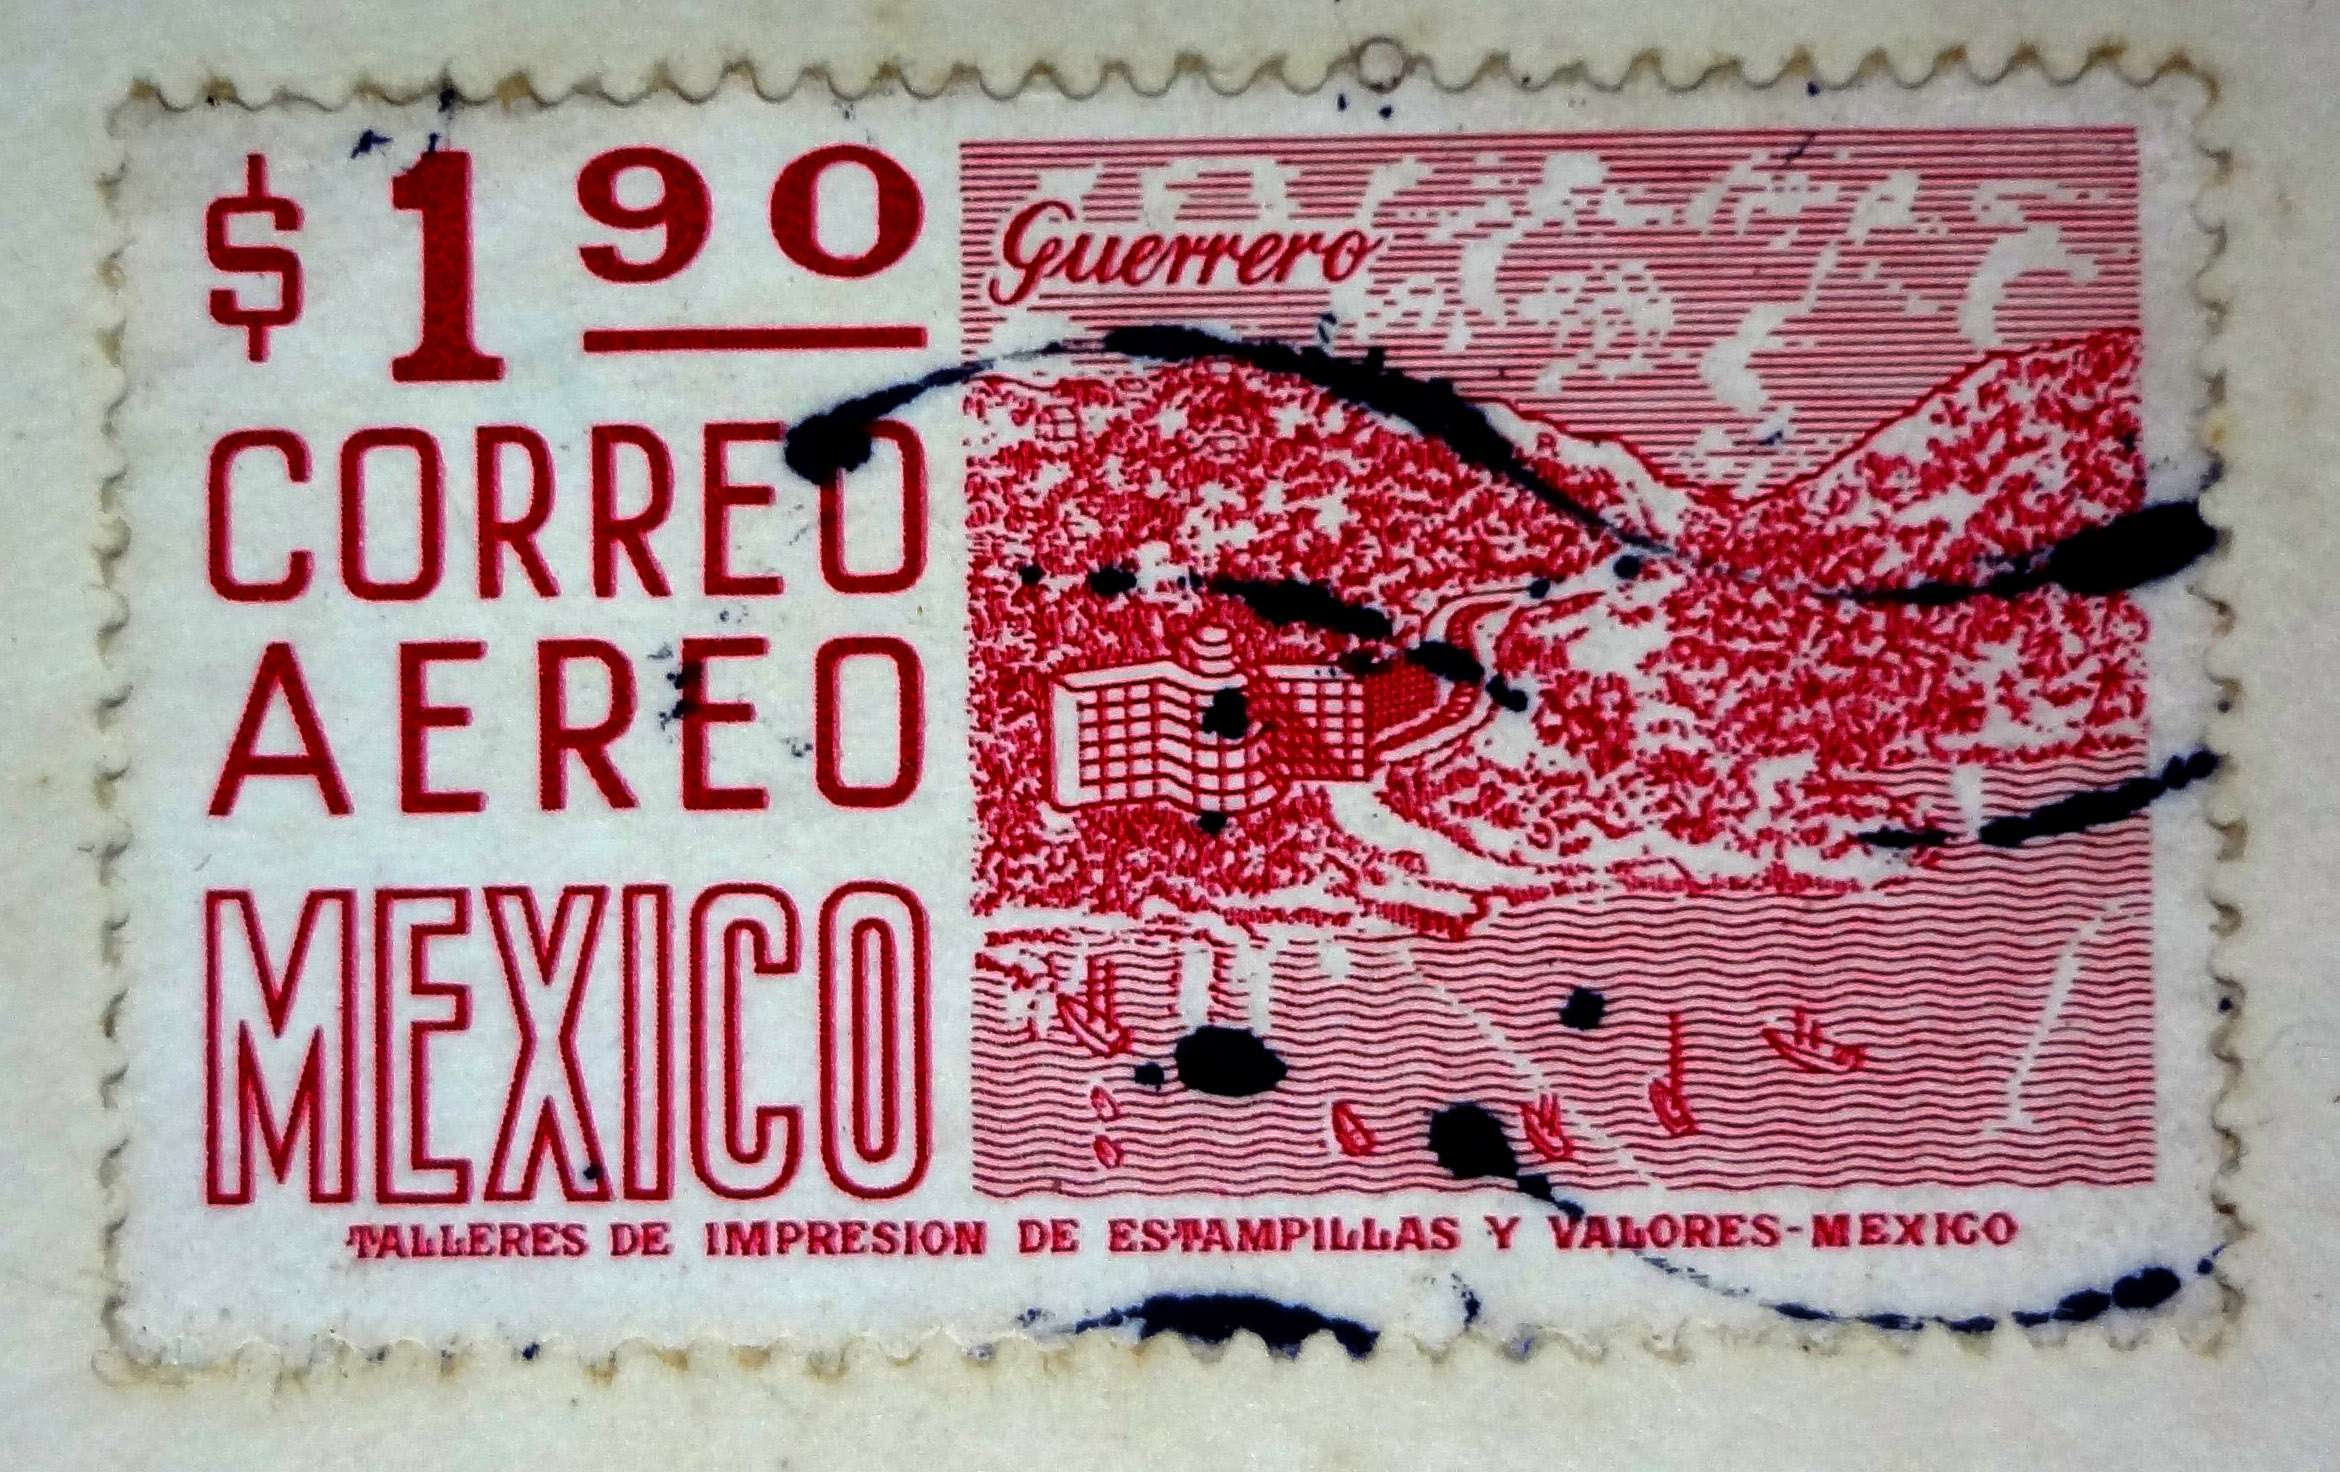 $1 90
CORREO
AEREO
MEXICO
Guerrero
TALLERES DE IMPRESION DE ESTAMPILLAS Y VALORES-MEXICO